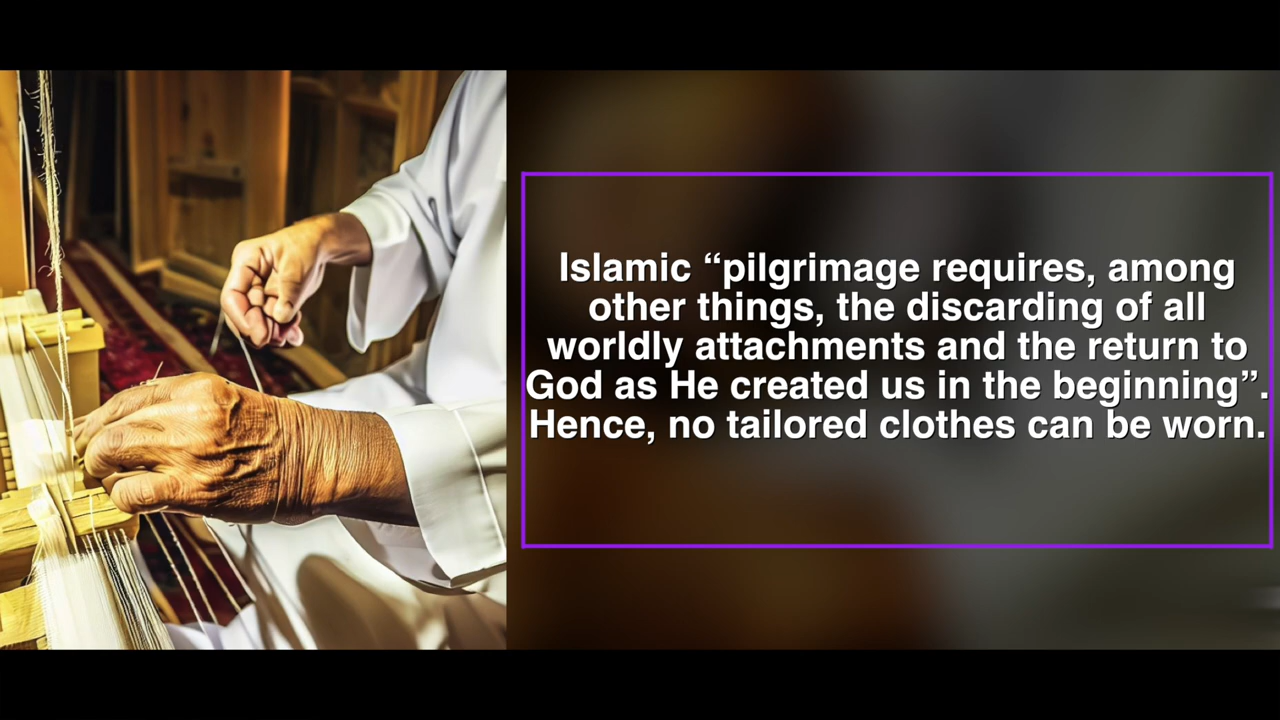 Islamic “pilgrimage requires, among
other things, the discarding of all
worldly attachments and the return to
God as He created us in the beginning”.
Hence, no tailored clothes can be worn.